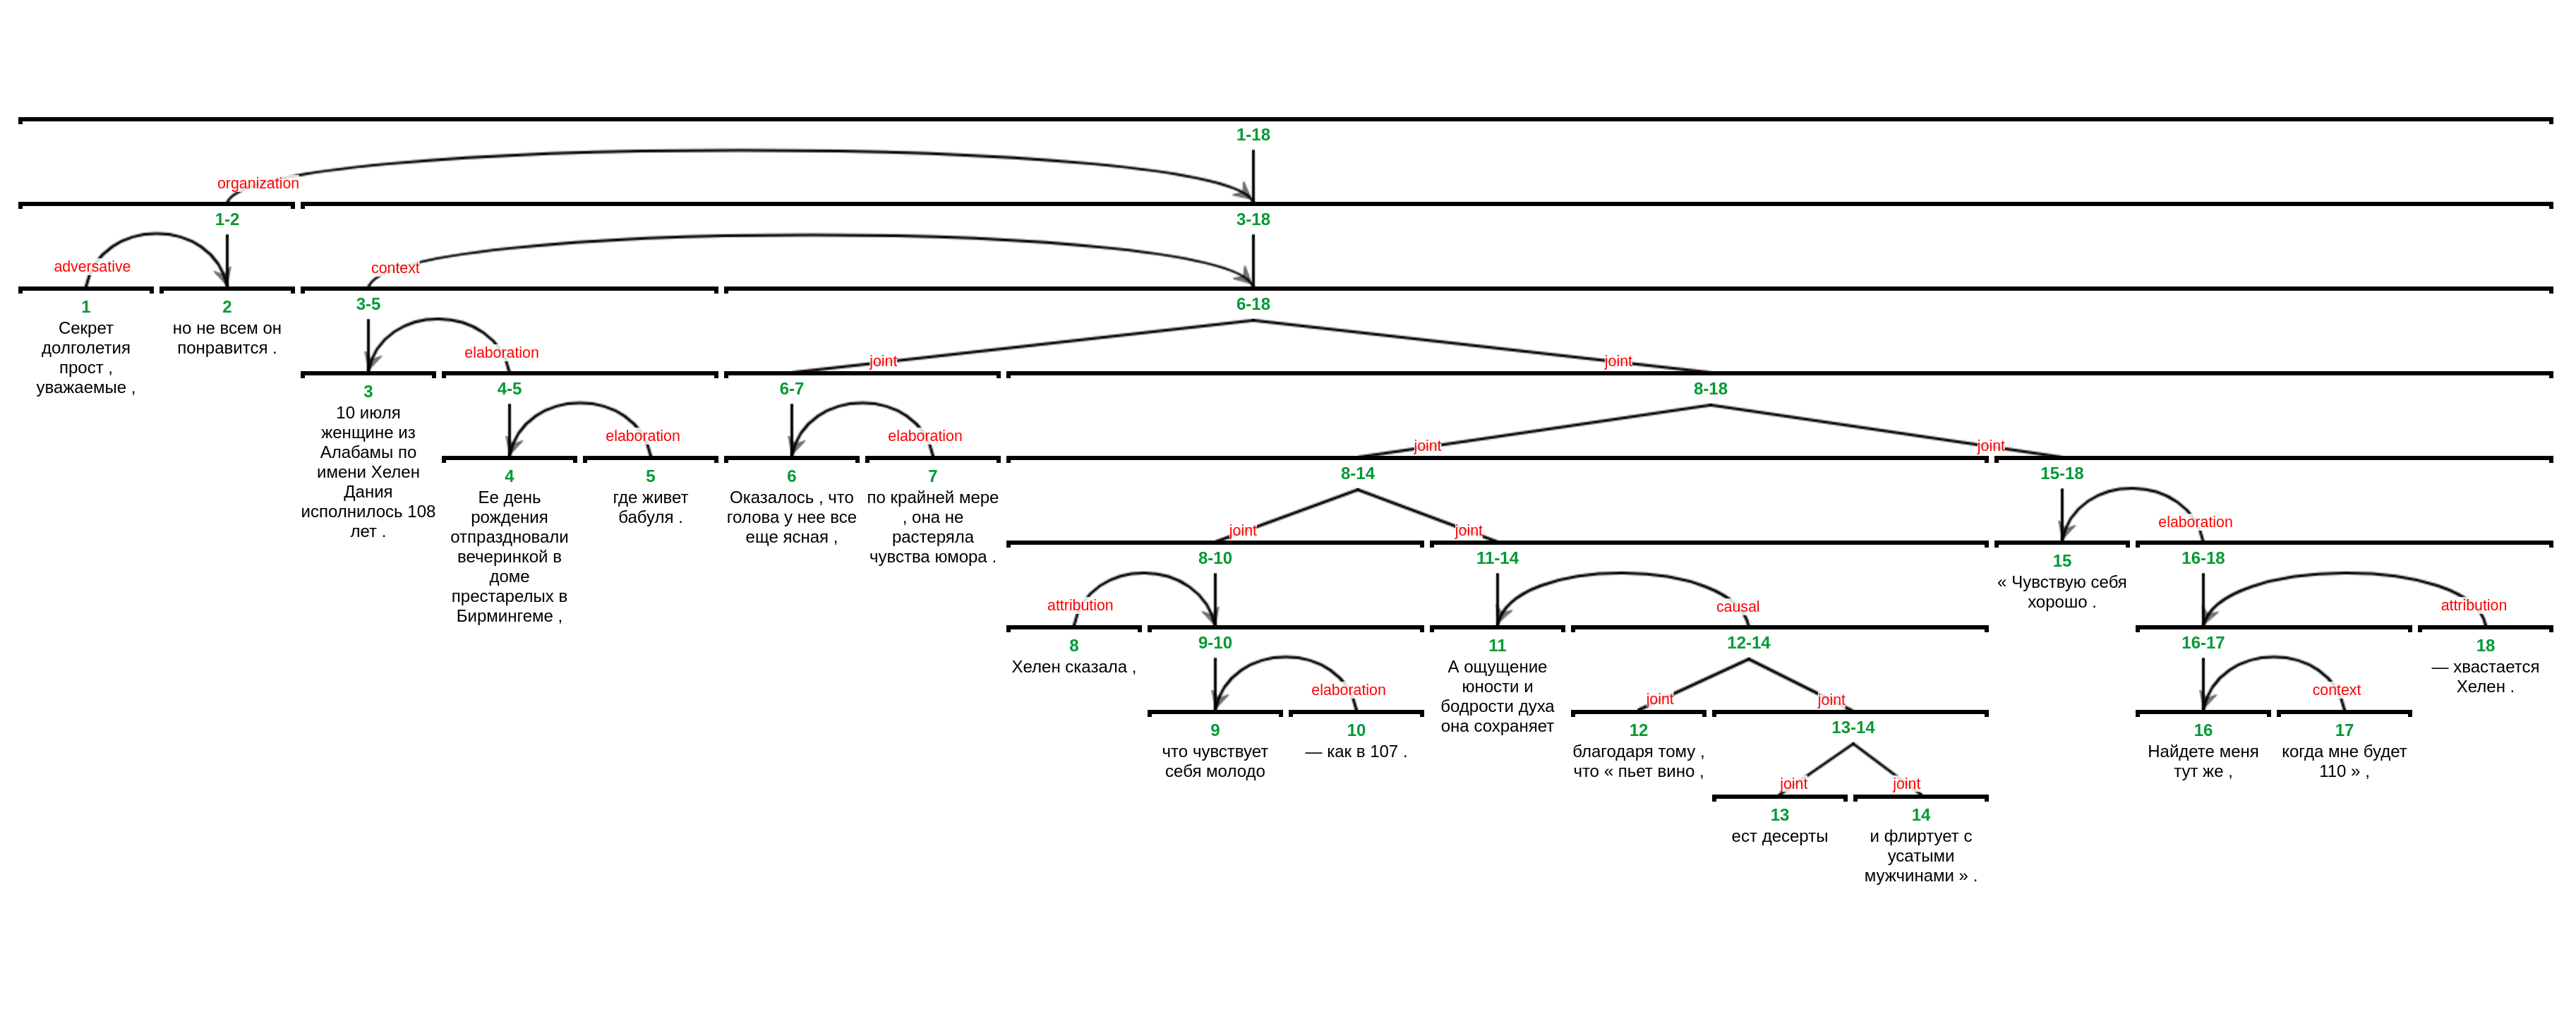 1-18
organization
1-2
3-18
adversative
context
1
Секрет
долголетия
прост ,
уважаемые ,
2
но не всем он
понравится .
3-5
6-18
elaboration
joint
joint
3
10 июля
женщине из
Алабамы по
имени Хелен
Дания
исполнилось 108
лет .
4-5
6-7
8-18
elaboration
elaboration
joint
joint
4
Ее день
рождения
отпраздновали
вечеринкой в
доме
престарелых в
Бирмингеме ,
5
где живет
бабуля .
6
Оказалось , что
голова у нее все
еще ясная ,
7
по крайней мере
, она не
растеряла
чувства юмора .
8-14
15-18
joint
joint
elaboration
8-10
11-14
15
« Чувствую себя
хорошо .
16-18
attribution
causal
attribution
8
Хелен сказала ,
9-10
11
А ощущение
юности и
бодрости духа
она сохраняет
12-14
16-17
18
— хвастается
Хелен .
elaboration
joint
joint
context
9
что чувствует
себя молодо
10
— как в 107 .
12
благодаря тому ,
что « пьет вино ,
13-14
16
Найдете меня
тут же ,
17
когда мне будет
110 » ,
joint
joint
13
ест десерты
14
и флиртует с
усатыми
мужчинами » .